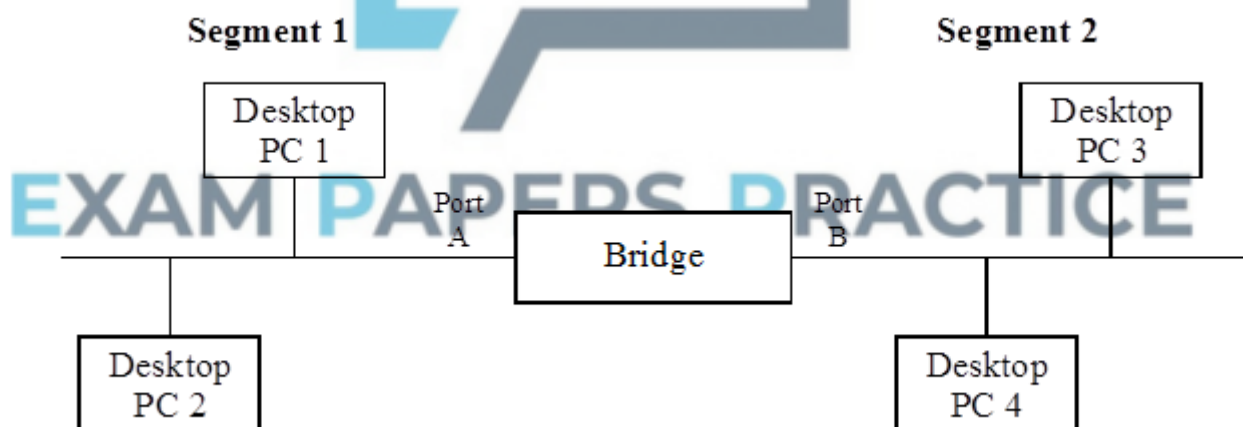 Segment 1
Segment 2
Desktop
PC 1
Desktop
PC 3
EXAM PAPERS PRACTICE
Port
A
Bridge
Port
B
Desktop
PC 2
Desktop
PC 4